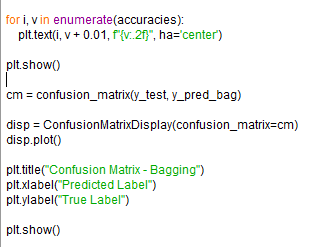 for i, v in enumerate(accuracies):
    plt.text(i, v + 0.01, f"{v:.2f}", ha='center')
plt.show()
cm = confusion_matrix(y_test, y_pred_bag)
disp = ConfusionMatrixDisplay(confusion_matrix=cm)
disp.plot()
plt.title("Confusion Matrix - Bagging")
plt.xlabel("Predicted Label")
plt.ylabel("True Label")
plt.show()